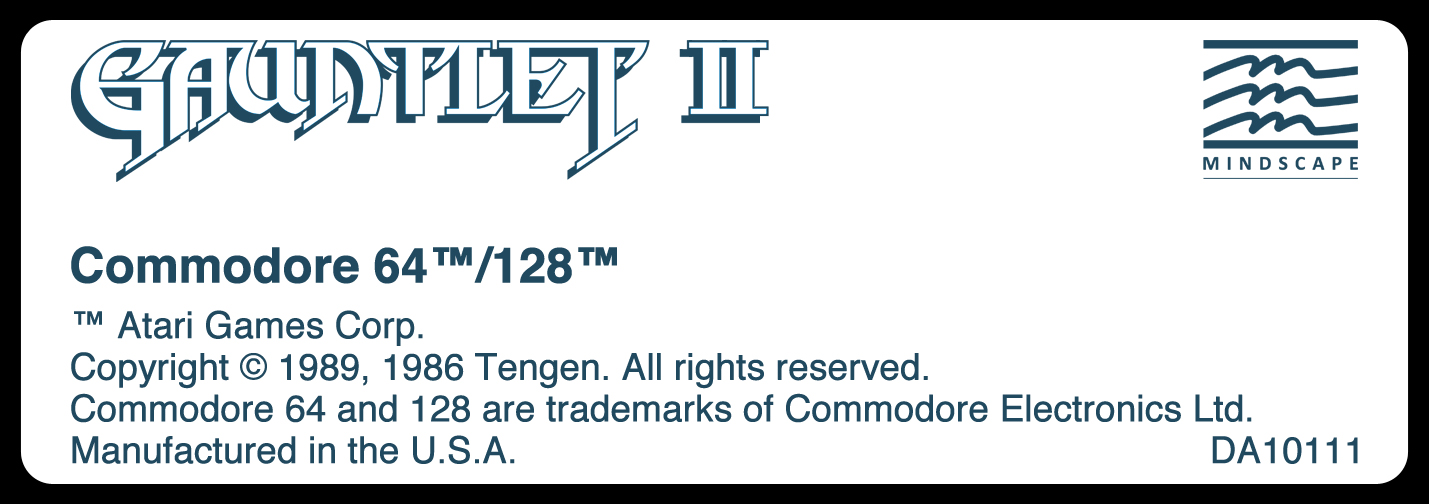 GAUNTLET II
MINDSCAPE
Commodore 64™/128™
™ Atari Games Corp.
Copyright © 1989, 1986 Tengen. All rights reserved.
Commodore 64 and 128 are trademarks of Commodore Electronics Ltd.
Manufactured in the U.S.A. DA10111